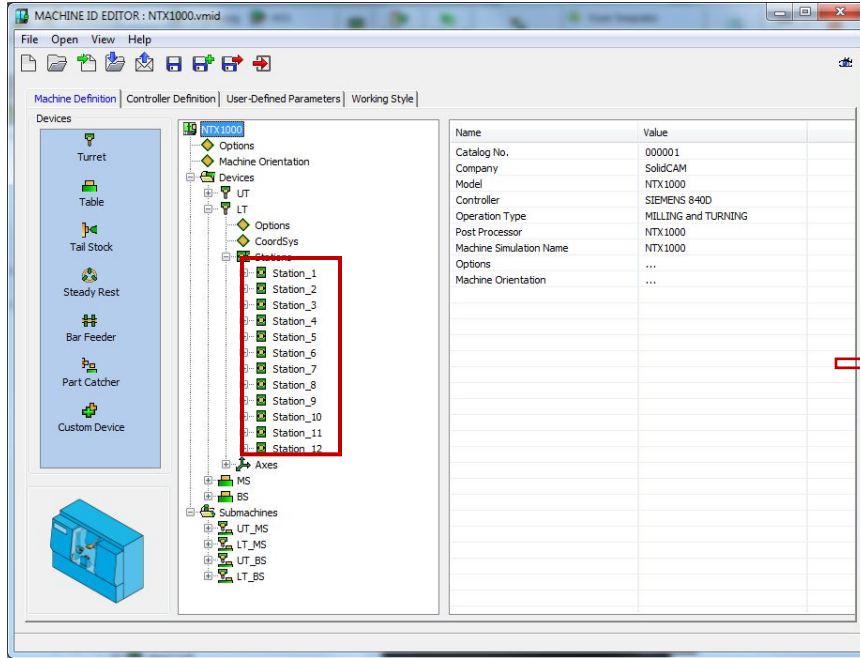 MACHINE ID EDITOR : NTX1000.vmid
File Open View Help
Machine Definition Controller Definition User-Defined Parameters Working Style
Devices
Turret
Table
Tail Stock
Steady Rest
Bar Feeder
Part Catcher
Custom Device
NTX1000
Options
Machine Orientation
Devices
UT
LT
Options
CoordSys
Stations
Station_1
Station_2
Station_3
Station_4
Station_5
Station_6
Station_7
Station_8
Station_9
Station_10
Station_11
Station_12
Axes
MS
BS
Submachines
UT_MS
LT_MS
UT_BS
LT_BS
Name Value
Catalog No. 000001
Company SolidCAM
Model NTX1000
Controller SIEMENS 840D
Operation Type MILLING and TURNING
Post Processor NTX1000
Machine Simulation Name NTX1000
Options ...
Machine Orientation ...